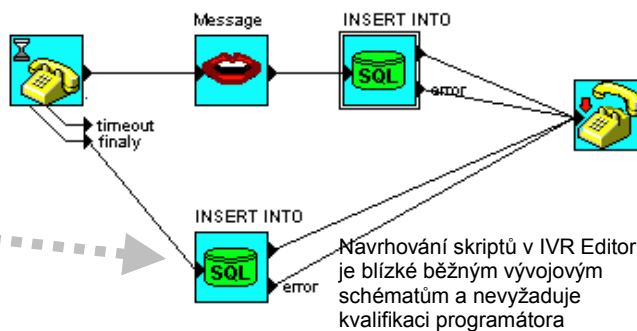 Message
INSERT INTO
SQL
error
timeout
finaly
INSERT INTO
SQL
error
Navrhování skriptů v IVR Editor
je blízké běžným vývojovým
schématům a nevyžaduje
kvalifikaci programátora